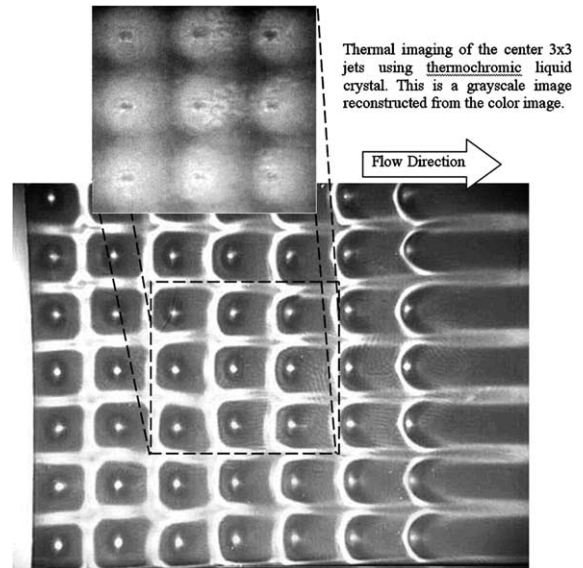 Thermal imaging of the center 3x3
jets using thermochromic liquid
crystal. This is a grayscale image
reconstructed from the color image.
Flow Direction